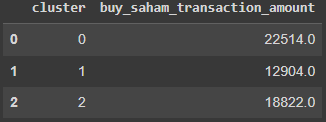 cluster buy_saham_transaction_amount
0 0 22514.0
1 1 12904.0
2 2 18822.0